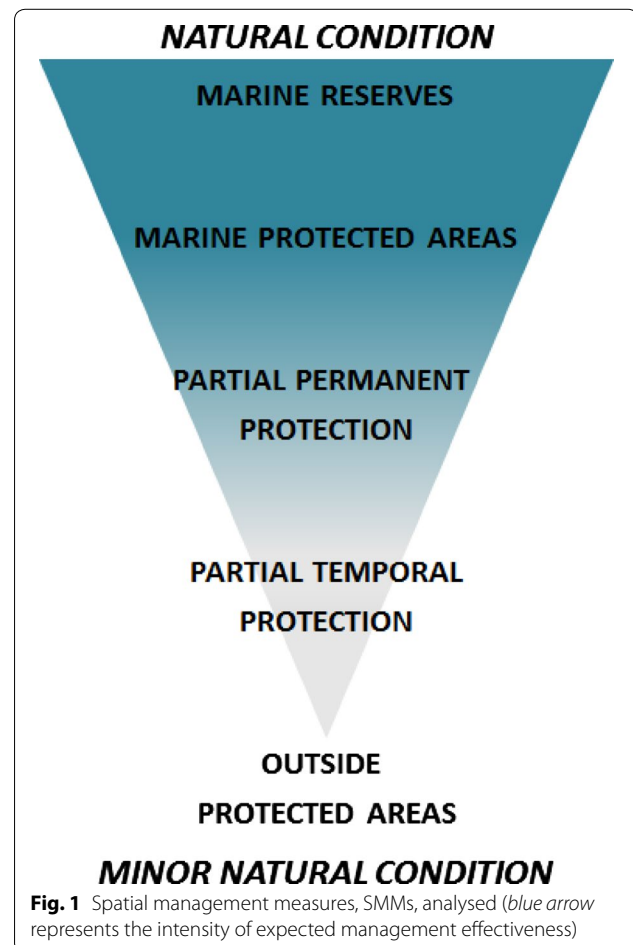 NATURAL CONDITION
MARINE RESERVES
MARINE PROTECTED AREAS
PARTIAL PERMANENT
PROTECTION
PARTIAL TEMPORAL
PROTECTION
OUTSIDE
PROTECTED AREAS
MINOR NATURAL CONDITION
Fig. 1 Spatial management measures, SMMs, analysed (blue arrow
represents the intensity of expected management effectiveness)